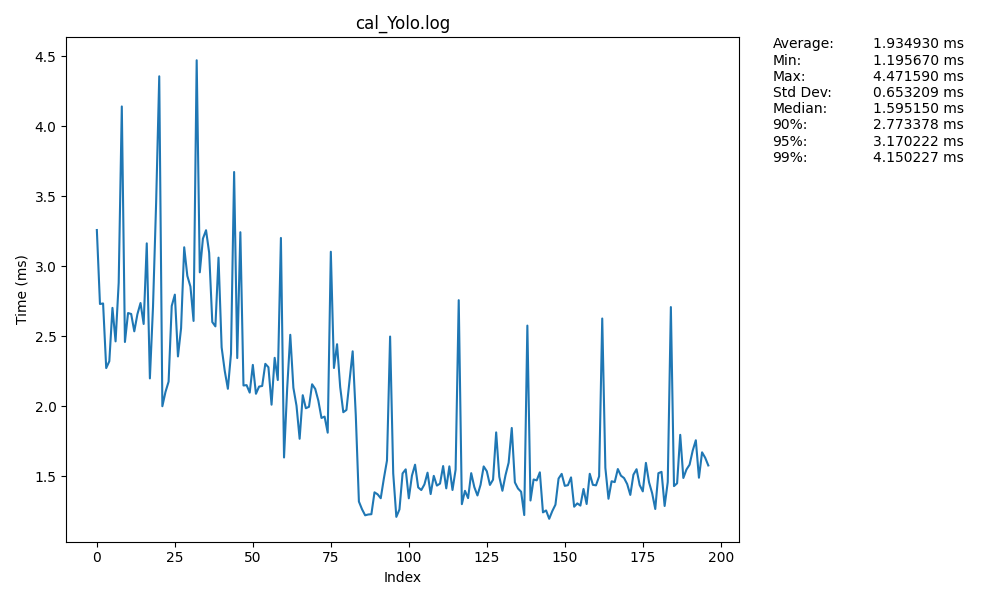 cal_Yolo.log
Average: 1.934930 ms
Min: 1.195670 ms
Max: 4.471590 ms
Std Dev: 0.653209 ms
Median: 1.595150 ms
90%: 2.773378 ms
95%: 3.170222 ms
99%: 4.150227 ms
Time (ms)
4.5
4.0
3.5
3.0
2.5
2.0
1.5
0 25 50 75 100 125 150 175 200
Index